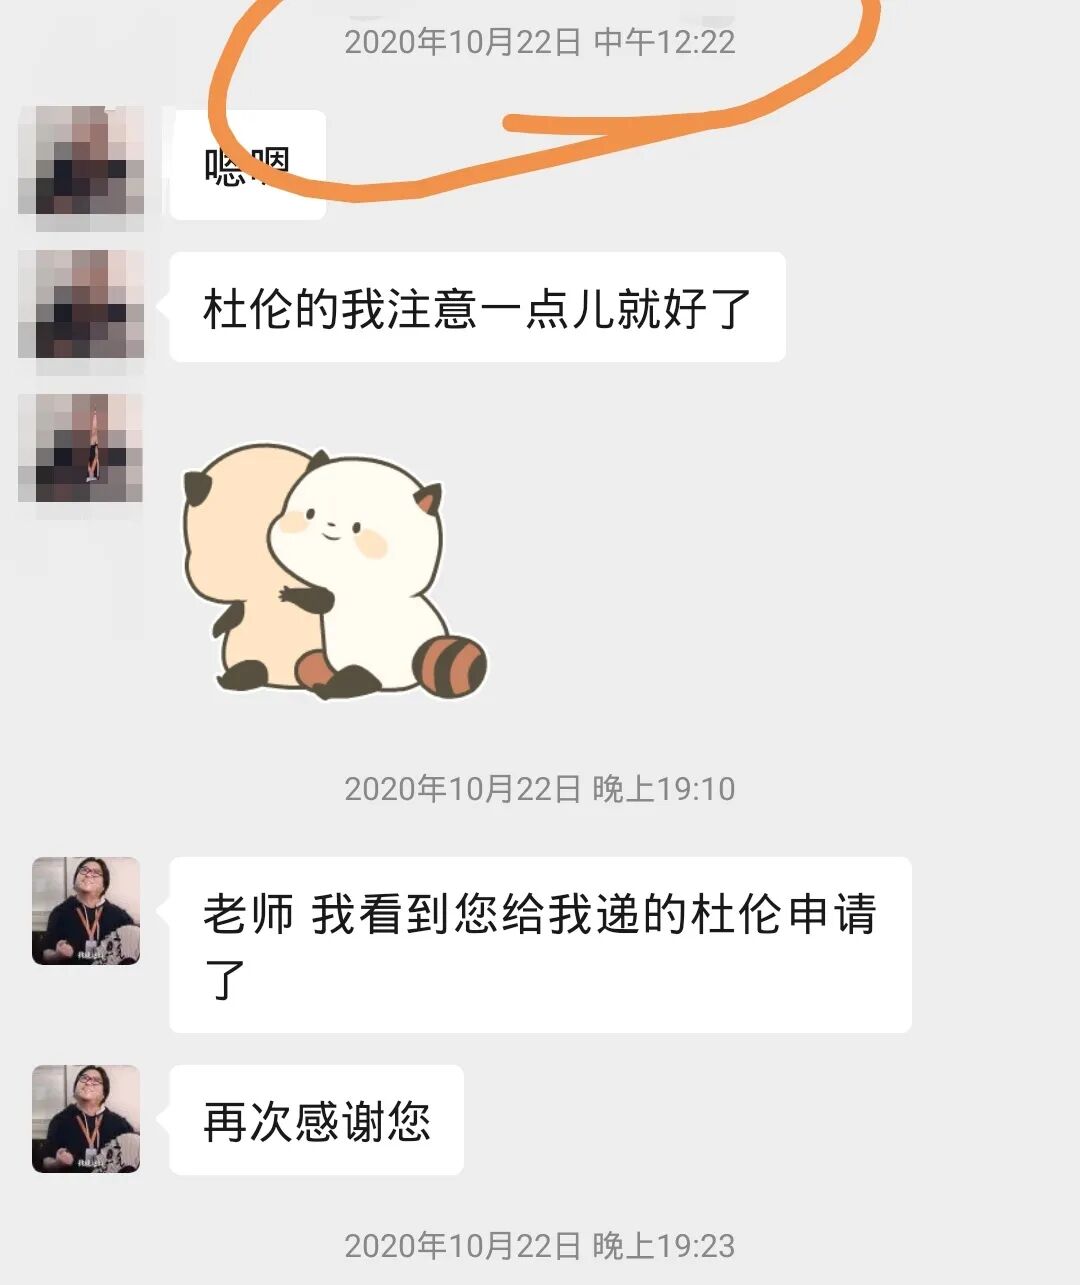 2020年10月22日 中午12:22
嗯嗯
杜伦的我注意一点儿就好了
2020年10月22日 晚上19:10
老师 我看到您给我递的杜伦申请
了
再次感谢您
2020年10月22日 晚上19:23